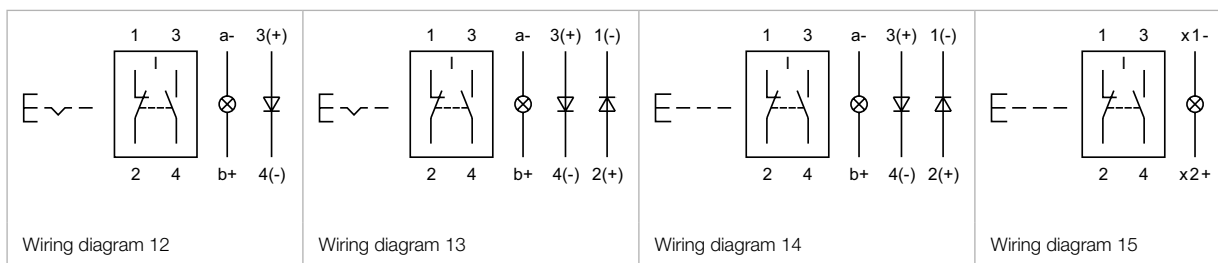 1 3 a- 3(+)
I
2 4 b+ 4(-)
Wiring diagram 12
1 3 a- 3(+) 1(-)
I
2 4 b+ 4(-) 2(+)
Wiring diagram 13
1 3 a- 3(+) 1(-)
I
2 4 b+ 4(-) 2(+)
Wiring diagram 14
1 3 x1-
I
2 4 x2+
Wiring diagram 15